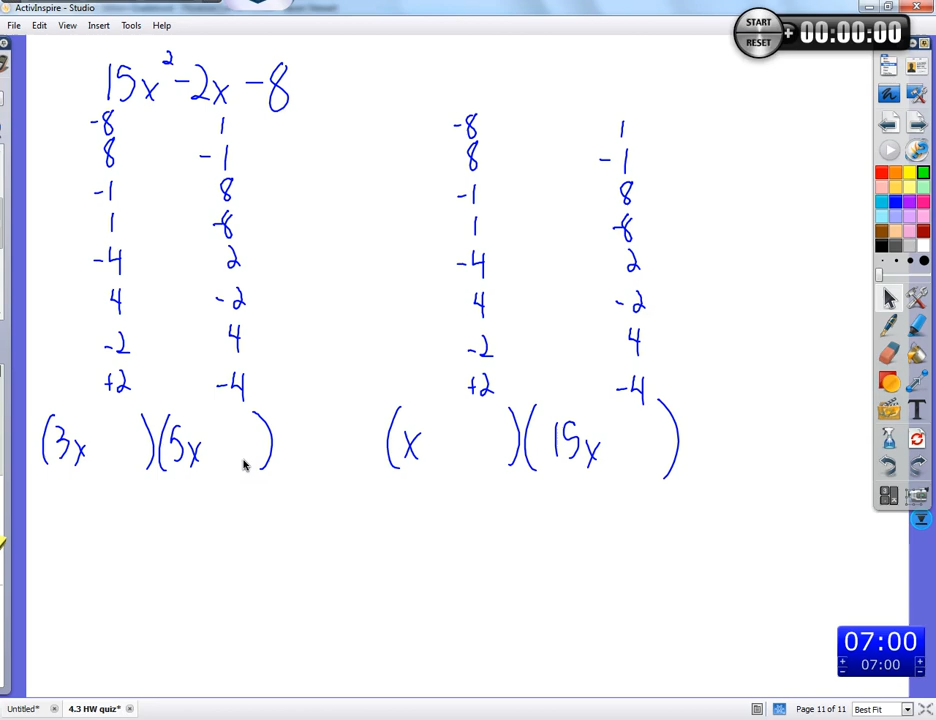 ActivInspire - Studio
File Edit View Insert Tools Help
START
RESET
+ 00:00:00
15x² -2x -8
-8 1 -8 1
8 -1 8 -1
-1 8 -1 8
1 -8 1 -8
-4 2 -4 2
4 -2 4 -2
-2 4 -2 4
+2 -4 +2 -4
(3x )(5x ) (x )(15x )
07:00
+ 07:00 +
Untitled* 4.3 HW quiz* Page 11 of 11 Best Fit